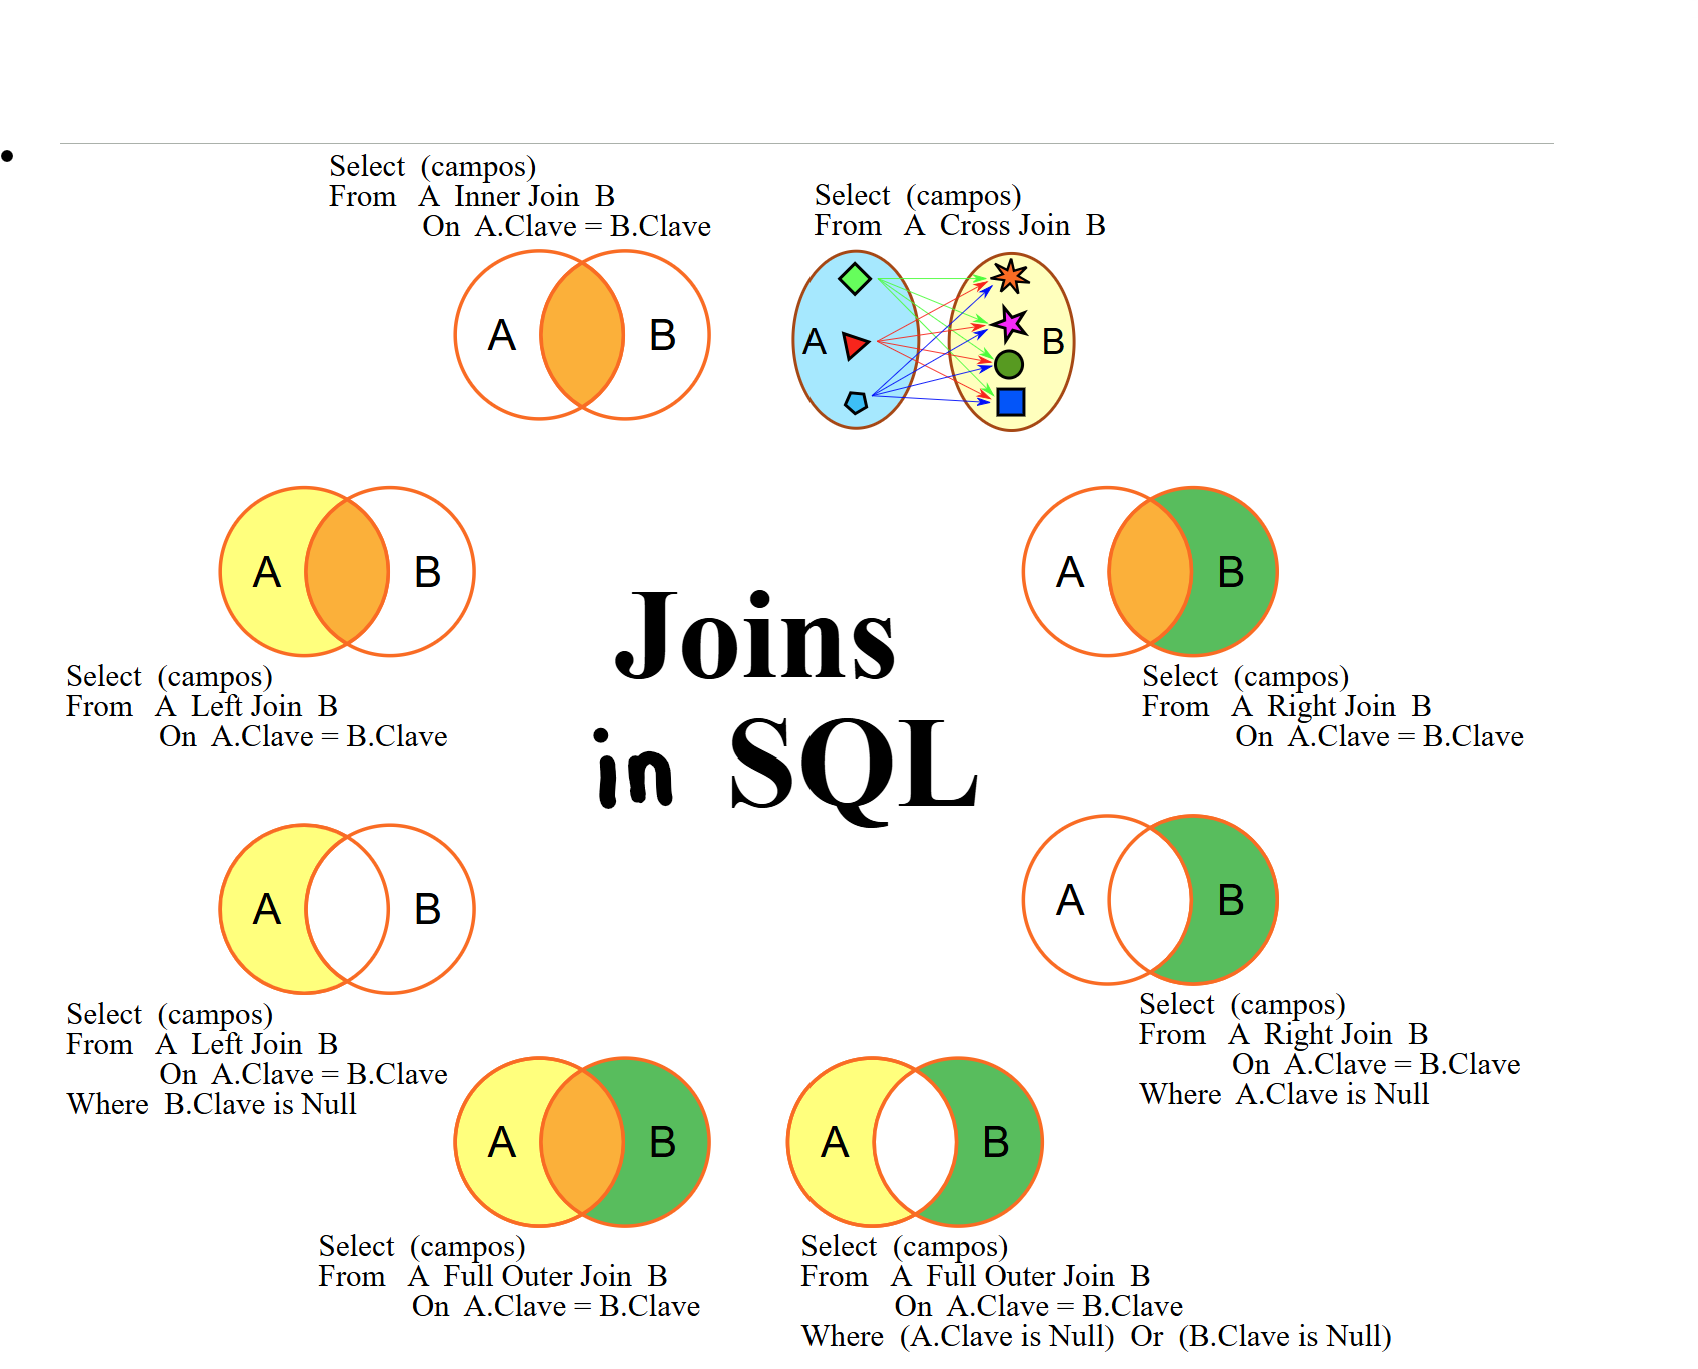 Select (campos)
From A Inner Join B
On A.Clave = B.Clave
A B
Select (campos)
From A Cross Join B
A B
A B
Select (campos)
From A Left Join B
On A.Clave = B.Clave
Joins
in SQL
A B
Select (campos)
From A Right Join B
On A.Clave = B.Clave
A B
Select (campos)
From A Left Join B
On A.Clave = B.Clave
Where B.Clave is Null
A B
Select (campos)
From A Right Join B
On A.Clave = B.Clave
Where A.Clave is Null
A B
Select (campos)
From A Full Outer Join B
On A.Clave = B.Clave
A B
Select (campos)
From A Full Outer Join B
On A.Clave = B.Clave
Where (A.Clave is Null) Or (B.Clave is Null)